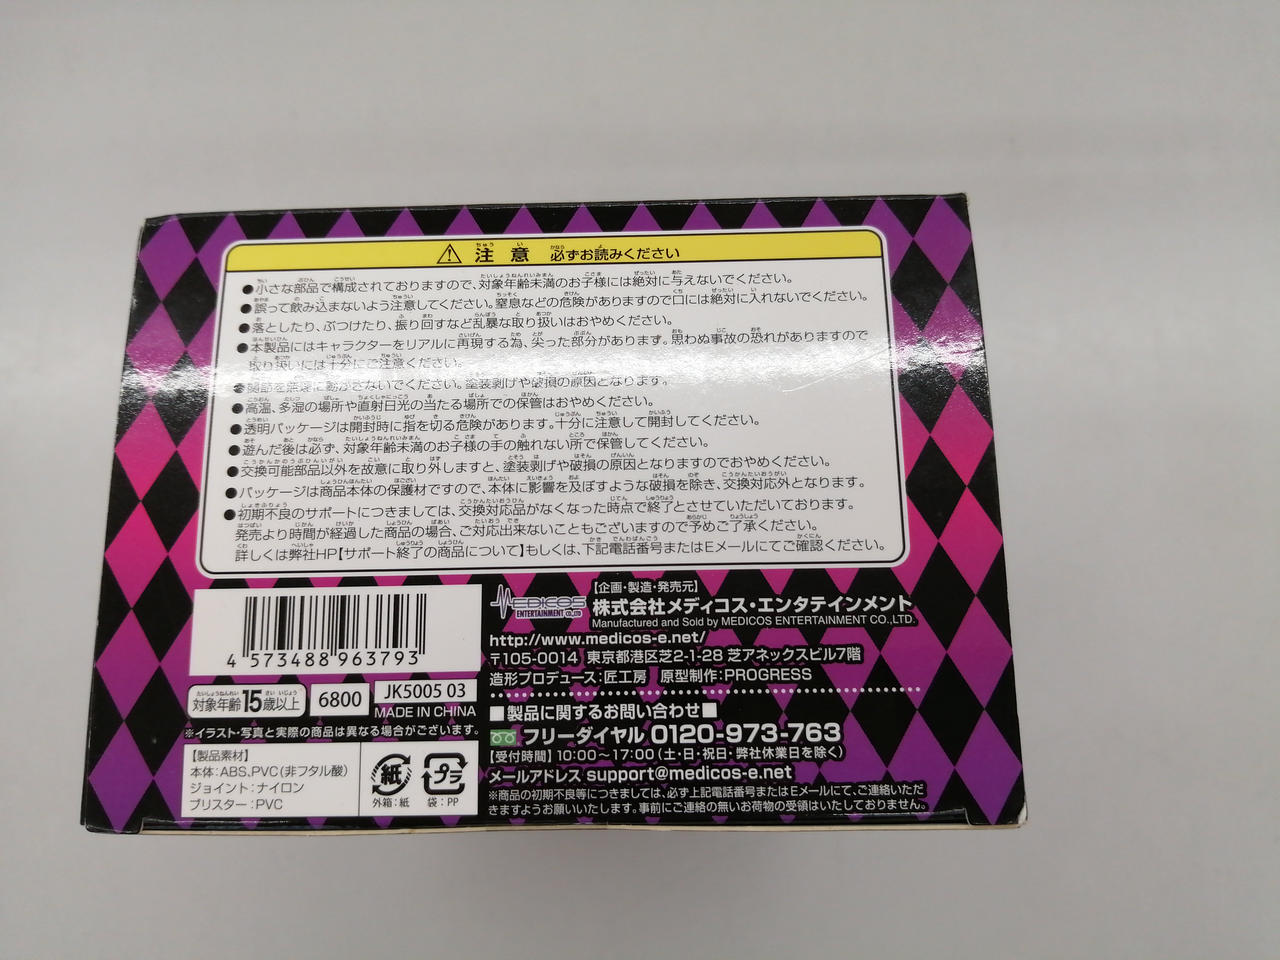 ⚠ 注意 必ずお読みください
●小さな部品で構成されておりますので、対象年齢未満のお子様には絶対に与えないでください。
●誤って飲み込まないよう注意してください。窒息などの危険がありますので口には絶対に入れないでください。
●落としたり、ぶつけたり、振り回すなど乱暴な取り扱いはおやめください。
●本製品にはキャラクターをリアルに再現する為、尖った部分があります。思わぬ事故の恐れがありますので
取り扱いには十分にご注意ください。
●関節を無理に動かさないでください。塗装剥げや破損の原因となります。
●高温、多湿の場所や直射日光の当たる場所での保管はおやめください。
●透明パッケージは開封時に指を切る危険があります。十分に注意して開封してください。
●遊んだ後は必ず、対象年齢未満のお子様の手の触れない所で保管してください。
●交換可能部品以外を故意に取り外しますと、塗装剥げや破損の原因となりますのでおやめください。
●パッケージは商品本体の保護材ですので、本体に影響を及ぼすような破損を除き、交換対応外となります。
●初期不良のサポートにつきましては、交換対応品がなくなった時点で終了とさせていただいております。
発売より時間が経過した商品の場合、ご対応出来ないこともございますので予めご了承ください。
詳しくは弊社HP【サポート終了の商品について】もしくは、下記電話番号またはEメールにてご確認ください。
4 573488 963793
対象年齢15歳以上
6800
JK5005 03
MADE IN CHINA
※イラスト・写真と実際の商品は異なる場合がございます。
【製品素材】
本体：ABS、PVC(非フタル酸)
ジョイント：ナイロン
ブリスター：PVC
紙
外箱：紙
プラ
袋：PP
MEDICOS
ENTERTAINMENT CO.,LTD
【企画・製造・発売元】
株式会社メディコス・エンタテインメント
Manufactured and Sold by MEDICOS ENTERTAINMENT CO.,LTD.
http://www.medicos-e.net/
〒105-0014 東京都港区芝2-1-28 芝アネックスビル7階
造形プロデュース：匠工房 原型制作：PROGRESS
■製品に関するお問い合わせ■
フリーダイヤル 0120-973-763
【受付時間】10:00～17:00(土・日・祝日・弊社休業日を除く)
メールアドレス support@medicos-e.net
※商品の初期不良等につきましては、必ず上記電話番号またはEメールにて、ご連絡いただ
きますようお願いいたします。事前にご連絡の無いお荷物の受領はいたしておりません。